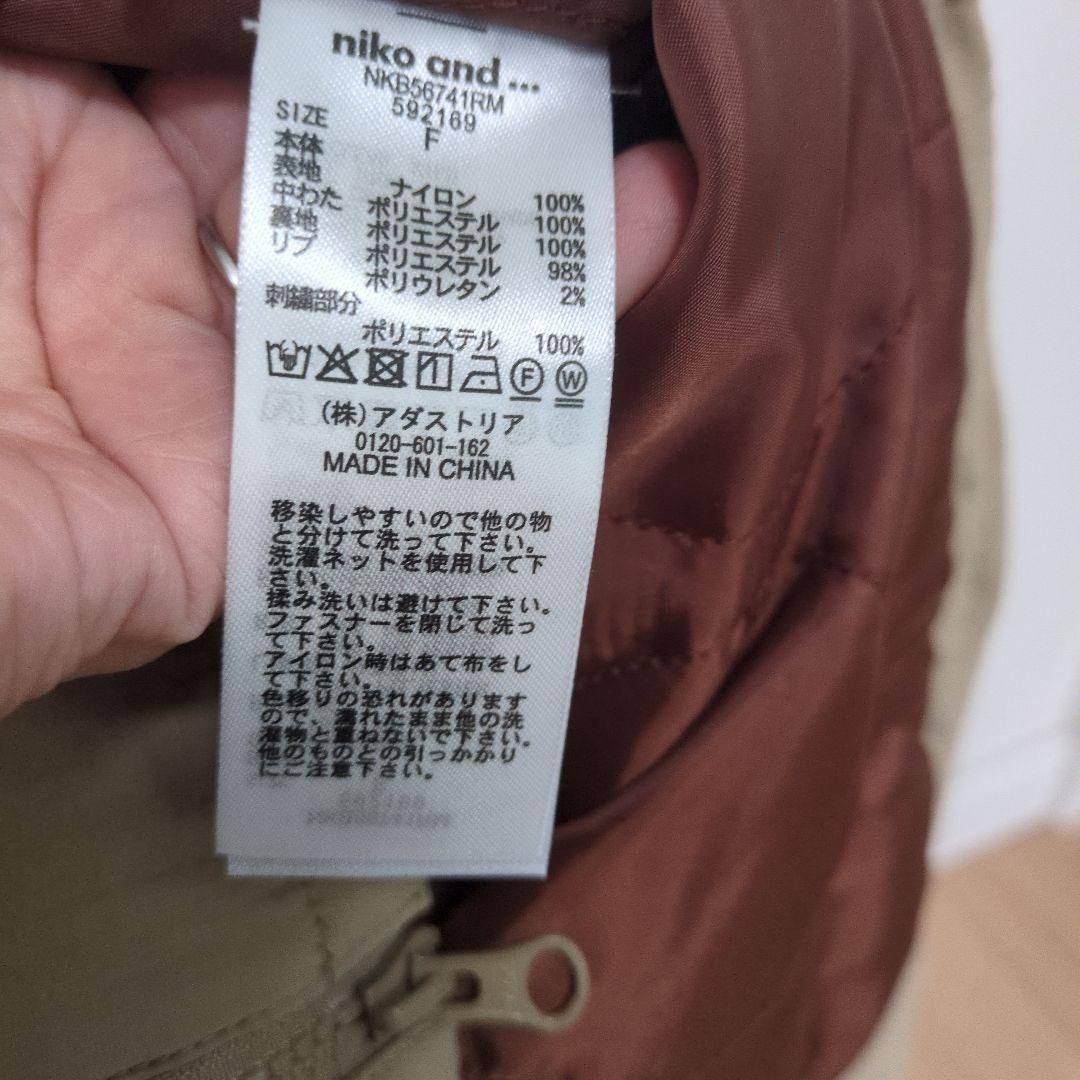 niko and ...
NKB56741RM
592169
SIZE F
本体
表地 ナイロン 100%
中わた ポリエステル 100%
裏地 ポリエステル 100%
リブ ポリエステル 98%
ポリウレタン 2%
刺繍部分
ポリエステル 100%
F W
(株)アダストリア
0120-601-162
MADE IN CHINA
移染しやすいので他の物
と分けて洗って下さい。
洗濯ネットを使用して下
さい。
揉み洗いは避けて下さい。
ファスナーを閉じて洗っ
て下さい。
アイロン時はあて布をし
て下さい。
色移りの恐れがあります
ので、濡れたまま他の洗
濯物と重ねないで下さい。
他のものとの引っかかり
にご注意下さい。